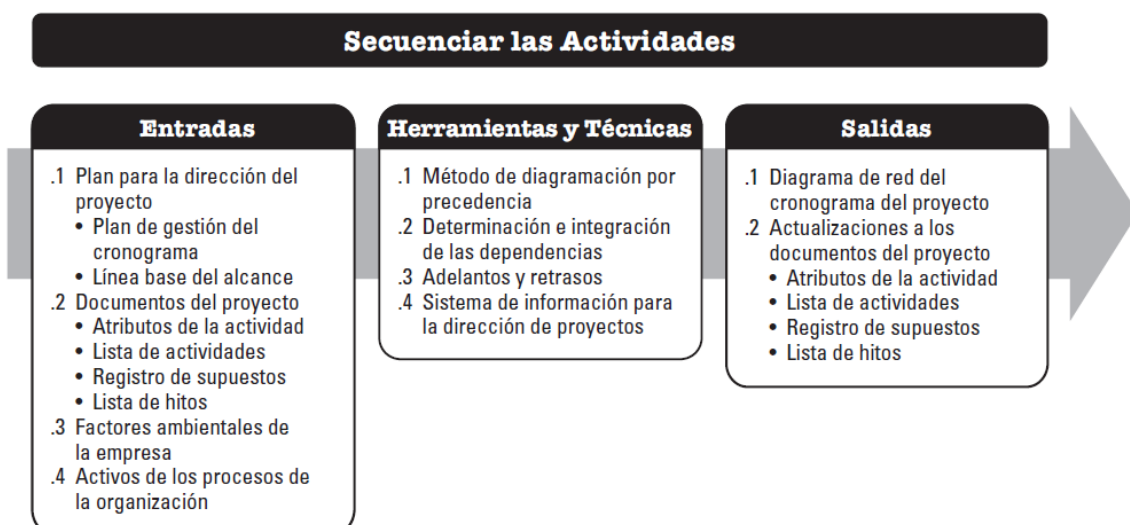 Secuenciar las Actividades
Entradas
.1 Plan para la dirección del
proyecto
• Plan de gestión del
cronograma
• Línea base del alcance
.2 Documentos del proyecto
• Atributos de la actividad
• Lista de actividades
• Registro de supuestos
• Lista de hitos
.3 Factores ambientales de
la empresa
.4 Activos de los procesos de
la organización
Herramientas y Técnicas
.1 Método de diagramación por
precedencia
.2 Determinación e integración
de las dependencias
.3 Adelantos y retrasos
.4 Sistema de información para
la dirección de proyectos
Salidas
.1 Diagrama de red del
cronograma del proyecto
.2 Actualizaciones a los
documentos del proyecto
• Atributos de la actividad
• Lista de actividades
• Registro de supuestos
• Lista de hitos